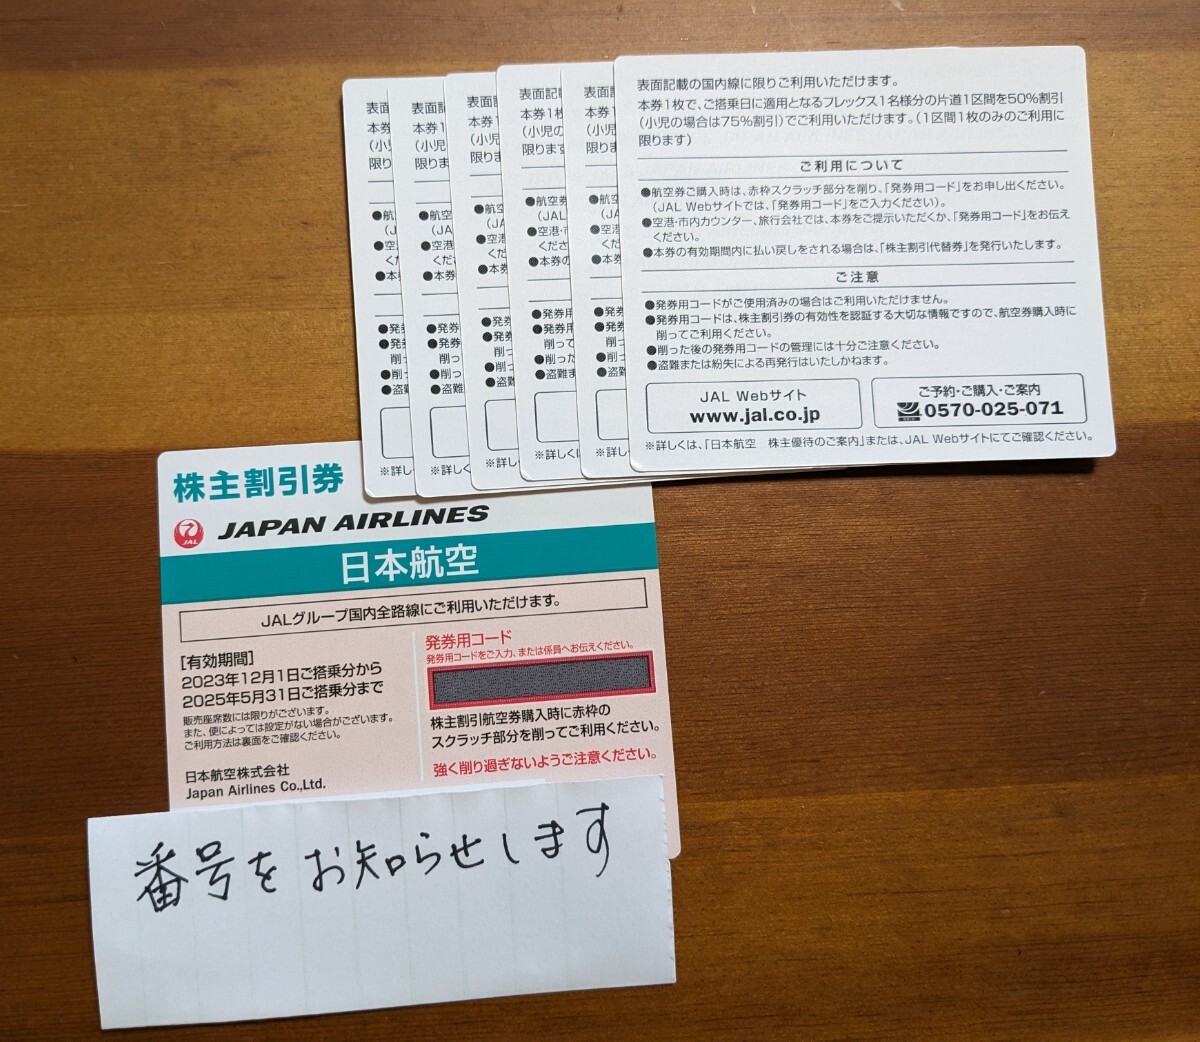 表面記載の国内線に限りご利用いただけます。
本券1枚で、ご搭乗日に適用となるフレックス1名様分の片道1区間を50%割引
(小児の場合は75%割引)でご利用いただけます。(1区間1枚のみのご利用に
限ります)
ご利用について
●航空券ご購入時は、赤枠スクラッチ部分を削り、「発券用コード」をお申し出ください。
(JAL Webサイトでは、「発券用コード」をご入力ください)。
●空港・市内カウンター、旅行会社では、本券をご提示いただくか、「発券用コード」をお伝え
ください。
●本券の有効期間内に払い戻しをされる場合は、「株主割引代替券」を発行いたします。
ご注意
●発券用コードがご使用済みの場合はご利用いただけません。
●発券用コードは、株主割引券の有効性を認証する大切な情報ですので、航空券購入時に
削ってご利用ください。
●削った後の発券用コードの管理には十分ご注意ください。
●盗難または紛失による再発行はいたしかねます。
JAL Webサイト
www.jal.co.jp
ご予約・ご購入・ご案内
0570-025-071
※詳しくは、「日本航空 株主優待のご案内」または、JAL Webサイトにてご確認ください。
株主割引券
JAL
JAPAN AIRLINES
日本航空
JALグループ国内全路線にご利用いただけます。
[有効期間]
2023年12月1日ご搭乗分から
2025年5月31日ご搭乗分まで
販売座席数には限りがございます。
また、便によっては設定がない場合がございます。
ご利用方法は裏面をご確認ください。
日本航空株式会社
Japan Airlines Co.,Ltd.
発券用コード
発券用コードをご入力、または係員へお伝えください。
株主割引航空券購入時に赤枠の
スクラッチ部分を削ってご利用ください。
強く削り過ぎないようご注意ください。
番号をお知らせします